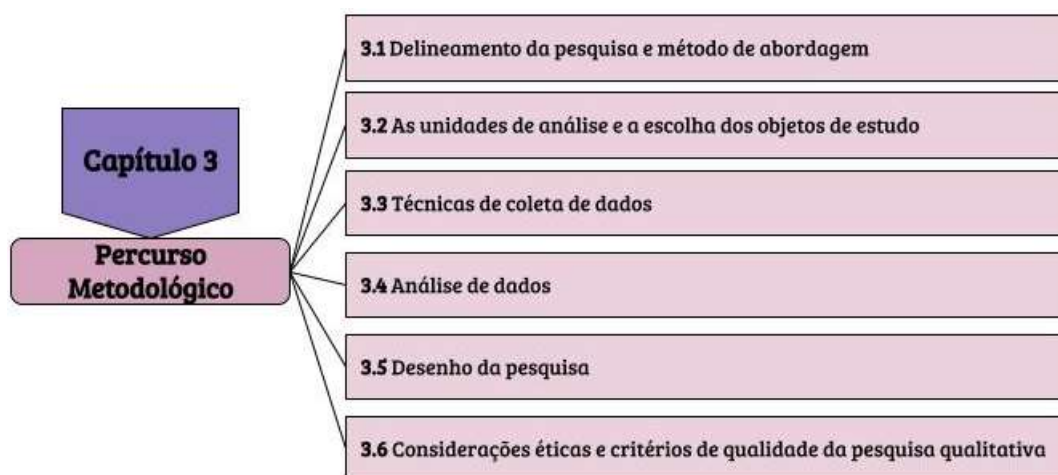 Capítulo 3
Percurso
Metodológico
3.1 Delineamento da pesquisa e método de abordagem
3.2 As unidades de análise e a escolha dos objetos de estudo
3.3 Técnicas de coleta de dados
3.4 Análise de dados
3.5 Desenho da pesquisa
3.6 Considerações éticas e critérios de qualidade da pesquisa qualitativa